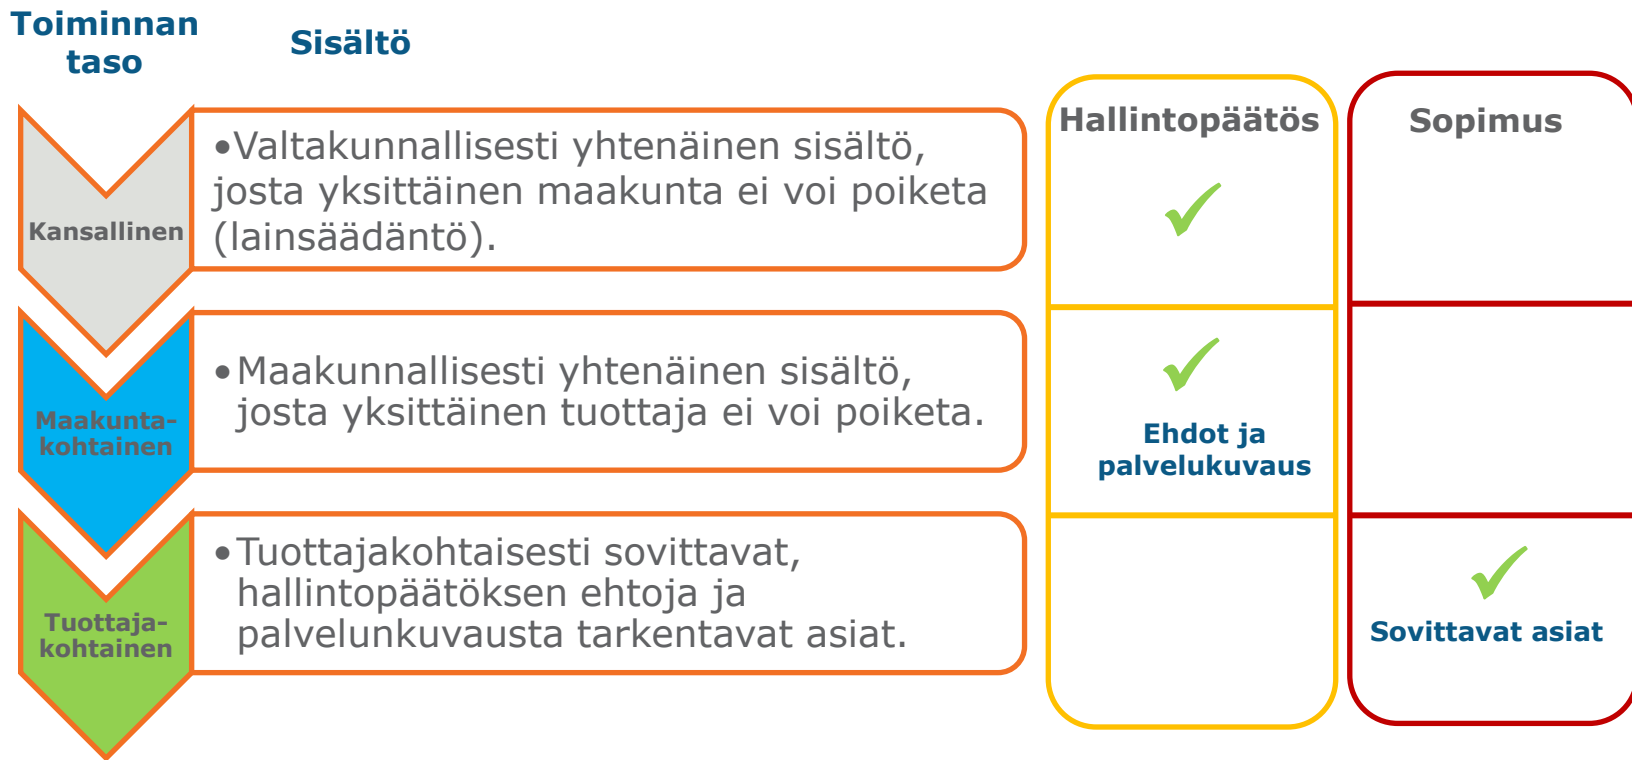 Toiminnan
taso
Sisältö
Hallintopäätös
Sopimus
Kansallinen
•Valtakunnallisesti yhtenäinen sisältö,
josta yksittäinen maakunta ei voi poiketa
(lainsäädäntö).
Maakunta-
kohtainen
•Maakunnallisesti yhtenäinen sisältö,
josta yksittäinen tuottaja ei voi poiketa.
Ehdot ja
palvelukuvaus
Tuottaja-
kohtainen
•Tuottajakohtaisesti sovittavat,
hallintopäätöksen ehtoja ja
palvelunkuvausta tarkentavat asiat.
Sovittavat asiat